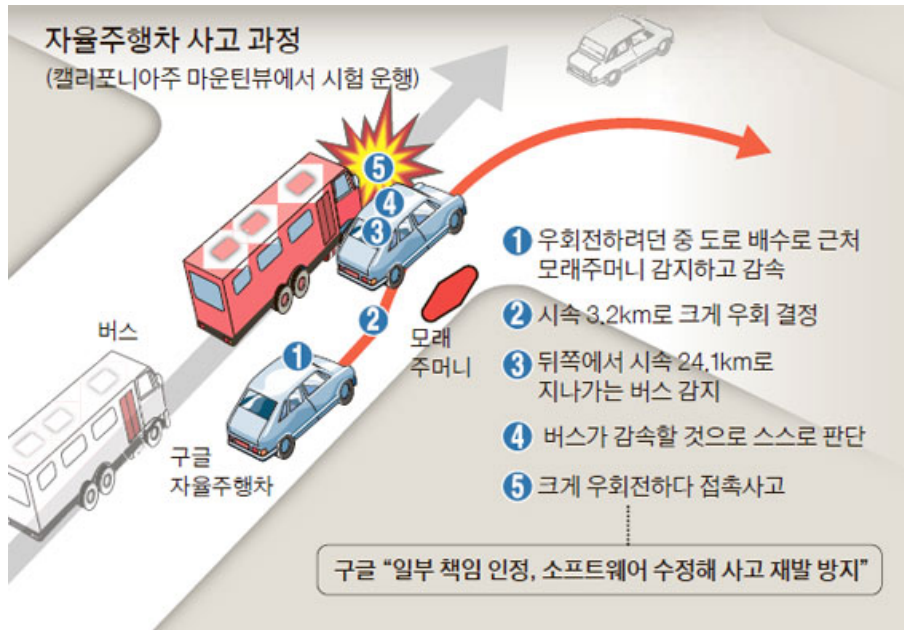 자율주행차 사고 과정
(캘리포니아주 마운틴뷰에서 시험 운행)
5
4
3
2
1
버스
구글
자율주행차
모래
주머니
1 우회전하려던 중 도로 배수로 근처
모래주머니 감지하고 감속
2 시속 3.2km로 크게 우회 결정
3 뒤쪽에서 시속 24.1km로
지나가는 버스 감지
4 버스가 감속할 것으로 스스로 판단
5 크게 우회전하다 접촉사고
구글 “일부 책임 인정, 소프트웨어 수정해 사고 재발 방지”